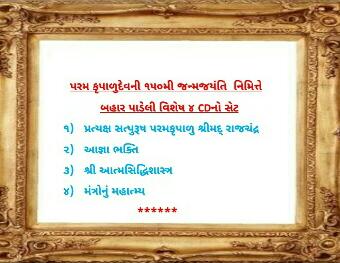 પરમ કૃપાળુદેવની ૧૫૦મી જન્મજયંતિ નિમિત્તે
બહાર પાડેલી વિશેષ ૪ CDનો સેટ
૧) પ્રત્યક્ષ સત્પુરૂષ પરમકૃપાળુ શ્રીમદ્ રાજચંદ્ર
૨) આજ્ઞા ભક્તિ
૩) શ્રી આત્મસિદ્ધિશાસ્ત્ર
૪) મંત્રોનું મહાત્મ્ય
******